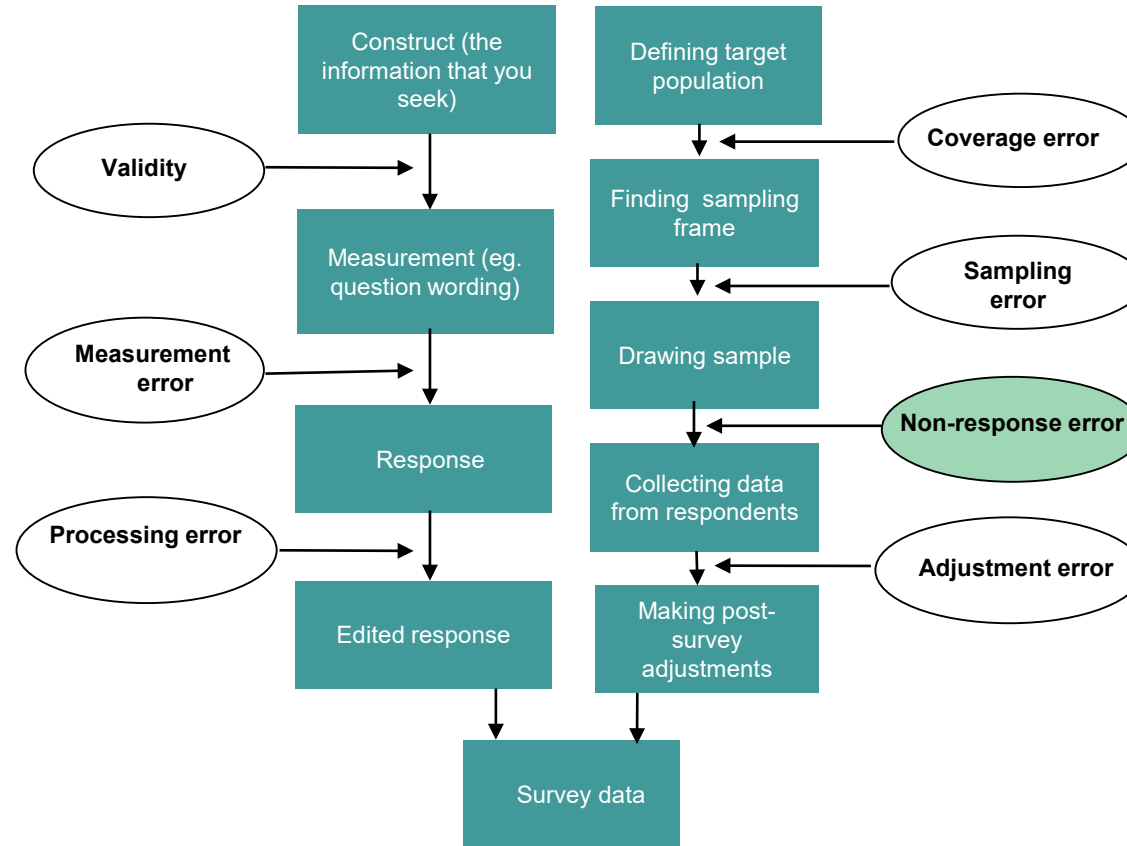 Construct (the
information that you
seek)
Defining target
population
Validity
Coverage error
Finding sampling
frame
Measurement (eg.
question wording)
Sampling
error
Measurement
error
Drawing sample
Response
Non-response error
Collecting data
from respondents
Processing error
Adjustment error
Edited response
Making post-
survey
adjustments
Survey data